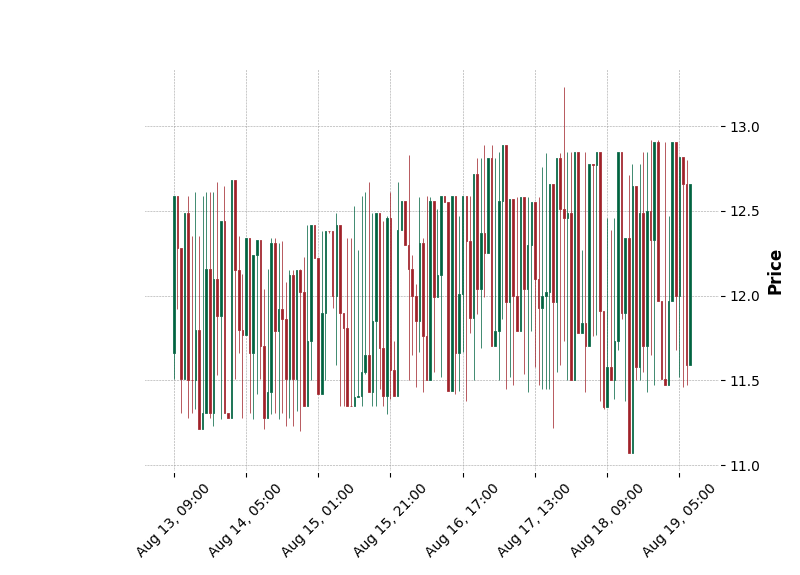 13.0
12.5
12.0
11.5
11.0
Price
Aug 13, 09:00
Aug 14, 05:00
Aug 15, 01:00
Aug 15, 21:00
Aug 16, 17:00
Aug 17, 13:00
Aug 18, 09:00
Aug 19, 05:00